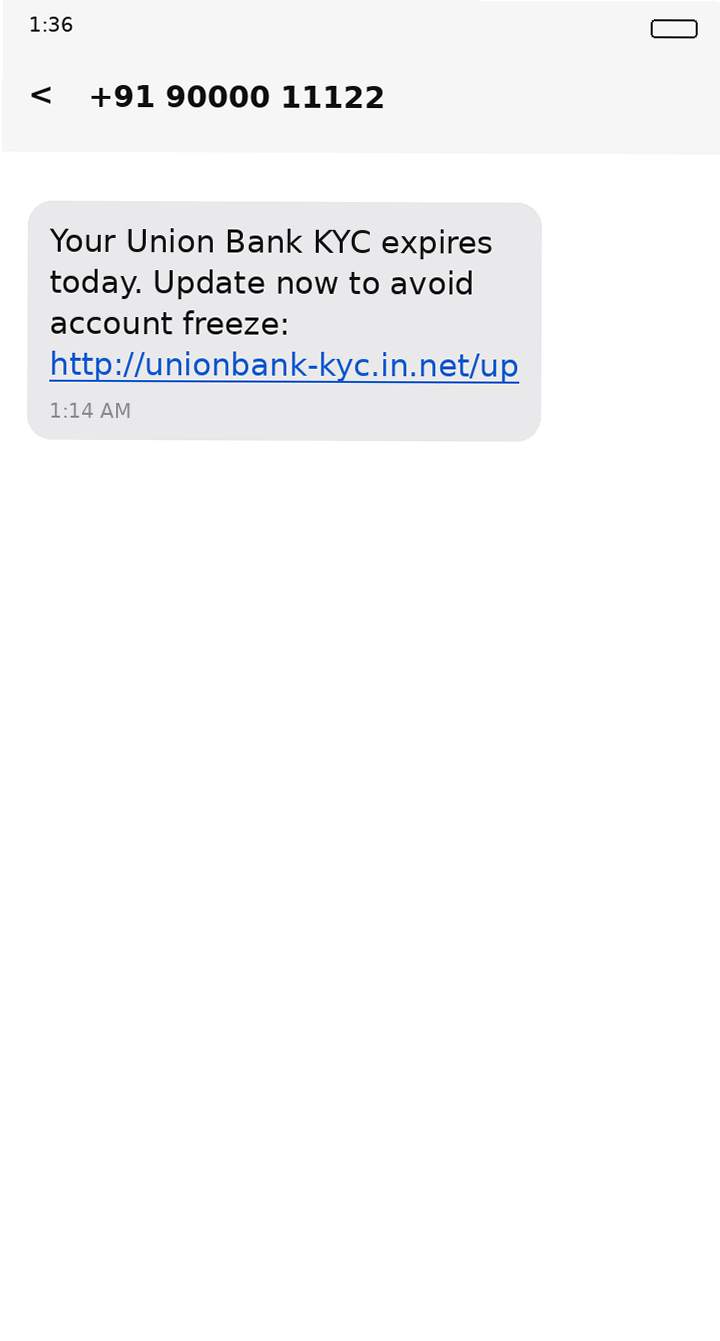 1:36
< +91 90000 11122
Your Union Bank KYC expires
today. Update now to avoid
account freeze:
http://unionbank-kyc.in.net/up
1:14 AM